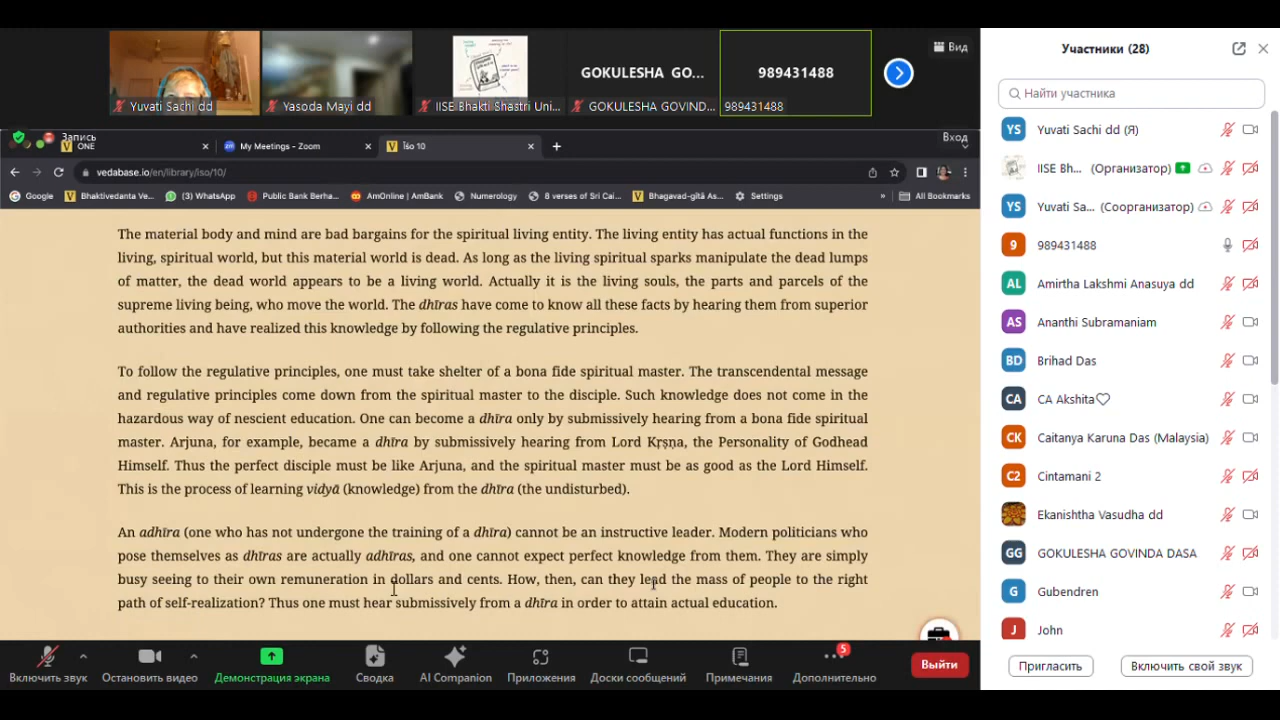 Yuvati Sachi dd
Yasoda Mayi dd
IISE Bhakti Shastri Uni...
GOKULESHA GO...
GOKULESHA GOVIND...
989431488
989431488
Вид
Запись
ONE
My Meetings - Zoom
Īśo 10
Вход
vedabase.io/en/library/iso/10/
Google
Bhaktivedanta Ve...
(3) WhatsApp
Public Bank Berha...
AmOnline | AmBank
Numerology
8 verses of Sri Cai...
Bhagavad-gītā As...
Settings
»
All Bookmarks
The material body and mind are bad bargains for the spiritual living entity. The living entity has actual functions in the
living, spiritual world, but this material world is dead. As long as the living spiritual sparks manipulate the dead lumps
of matter, the dead world appears to be a living world. Actually it is the living souls, the parts and parcels of the
supreme living being, who move the world. The dhīras have come to know all these facts by hearing them from superior
authorities and have realized this knowledge by following the regulative principles.
To follow the regulative principles, one must take shelter of a bona fide spiritual master. The transcendental message
and regulative principles come down from the spiritual master to the disciple. Such knowledge does not come in the
hazardous way of nescient education. One can become a dhīra only by submissively hearing from a bona fide spiritual
master. Arjuna, for example, became a dhīra by submissively hearing from Lord Kṛṣṇa, the Personality of Godhead
Himself. Thus the perfect disciple must be like Arjuna, and the spiritual master must be as good as the Lord Himself.
This is the process of learning vidyā (knowledge) from the dhīra (the undisturbed).
An adhīra (one who has not undergone the training of a dhīra) cannot be an instructive leader. Modern politicians who
pose themselves as dhīras are actually adhīras, and one cannot expect perfect knowledge from them. They are simply
busy seeing to their own remuneration in dollars and cents. How, then, can they lead the mass of people to the right
path of self-realization? Thus one must hear submissively from a dhīra in order to attain actual education.
Включить звук
Остановить видео
Демонстрация экрана
Сводка
AI Companion
Приложения
Доски сообщений
Примечания
5
Дополнительно
Выйти
Участники (28)
Найти участника
YS Yuvati Sachi dd (Я)
IISE Bh... (Организатор)
YS Yuvati Sa... (Соорганизатор)
9 989431488
AL Amirtha Lakshmi Anasuya dd
AS Ananthi Subramaniam
BD Brihad Das
CA CA Akshita♡
CK Caitanya Karuna Das (Malaysia)
C2 Cintamani 2
Ekanishtha Vasudha dd
GG GOKULESHA GOVINDA DASA
G Gubendren
J John
Пригласить
Включить свой звук